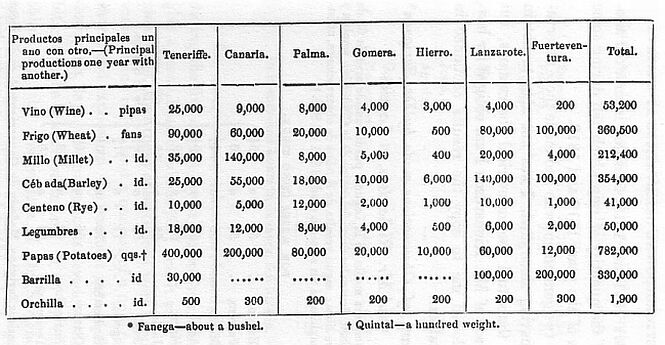 Productos principales un
ano con otro,—(Principal
productions one year with
another.) Teneriffe. Canaria. Palma. Gomera. Hierro. Lanzarote. Fuerteven-
tura. Total.
Vino (Wine) . . pipas 25,000 9,000 8,000 4,000 3,000 4,000 200 53,200
Frigo (Wheat) . fans 90,000 60,000 20,000 10,000 500 80,000 100,000 360,500
Millo (Millet) . . id. 35,000 140,000 8,000 5,000 400 20,000 4,000 212,400
Céb ada(Barley) . id. 25,000 55,000 18,000 10,000 6,000 140,000 100,000 354,000
Centeno (Rye) . . id. 10,000 5,000 12,000 2,000 1,000 10,000 1,000 41,000
Legumbres . . . id. 18,000 12,000 8,000 4,000 500 6,000 2,000 50,000
Papas (Potatoes) qqs.† 400,000 200,000 80,000 20,000 10,000 60,000 12,000 782,000
Barrilla . . . . id 30,000 ...... ...... ...... ...... 100,000 200,000 330,000
Orchilla . . . . id. 500 300 200 200 200 200 300 1,900
* Fanega—about a bushel. † Quintal—a hundred weight.